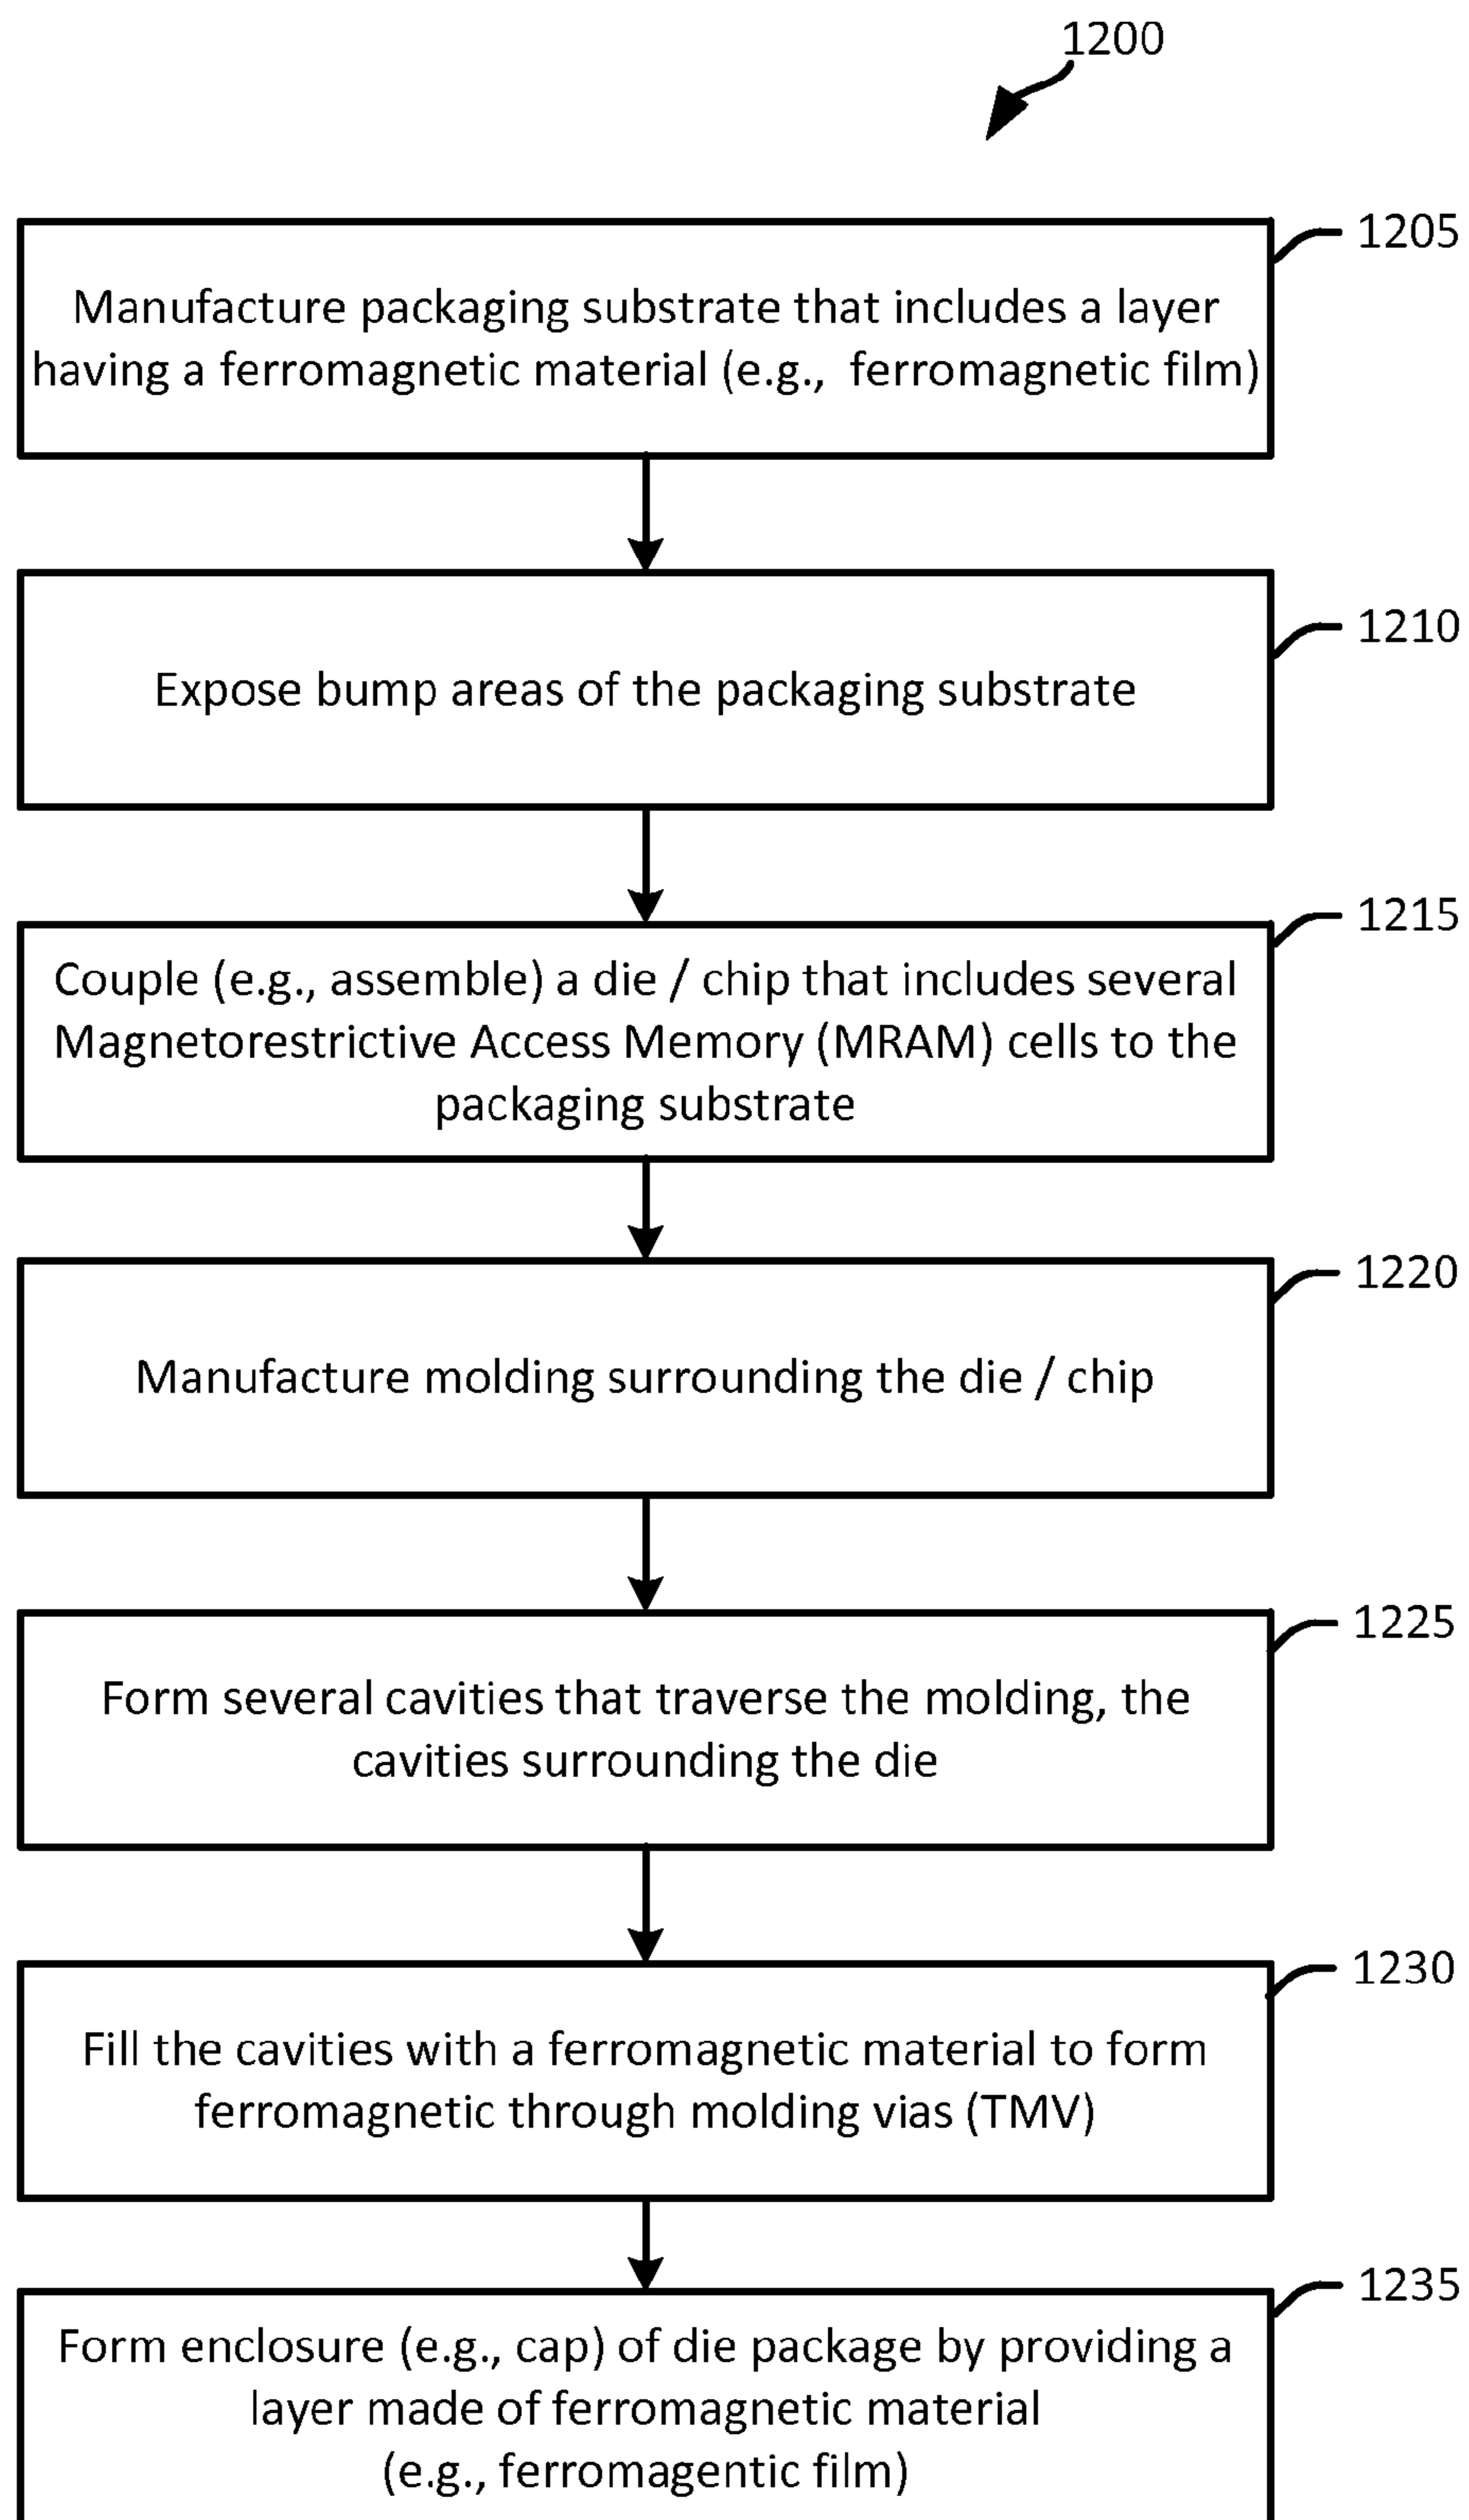 1200
1205
Manufacture packaging substrate that includes a layer
having a ferromagnetic material (e.g., ferromagnetic film)
1210
Expose bump areas of the packaging substrate
1215
Couple (e.g., assemble) a die / chip that includes several
Magnetorestrictive Access Memory (MRAM) cells to the
packaging substrate
1220
Manufacture molding surrounding the die / chip
1225
Form several cavities that traverse the molding, the
cavities surrounding the die
1230
Fill the cavities with a ferromagnetic material to form
ferromagnetic through molding vias (TMV)
1235
Form enclosure (e.g., cap) of die package by providing a
layer made of ferromagnetic material
(e.g., ferromagentic film)